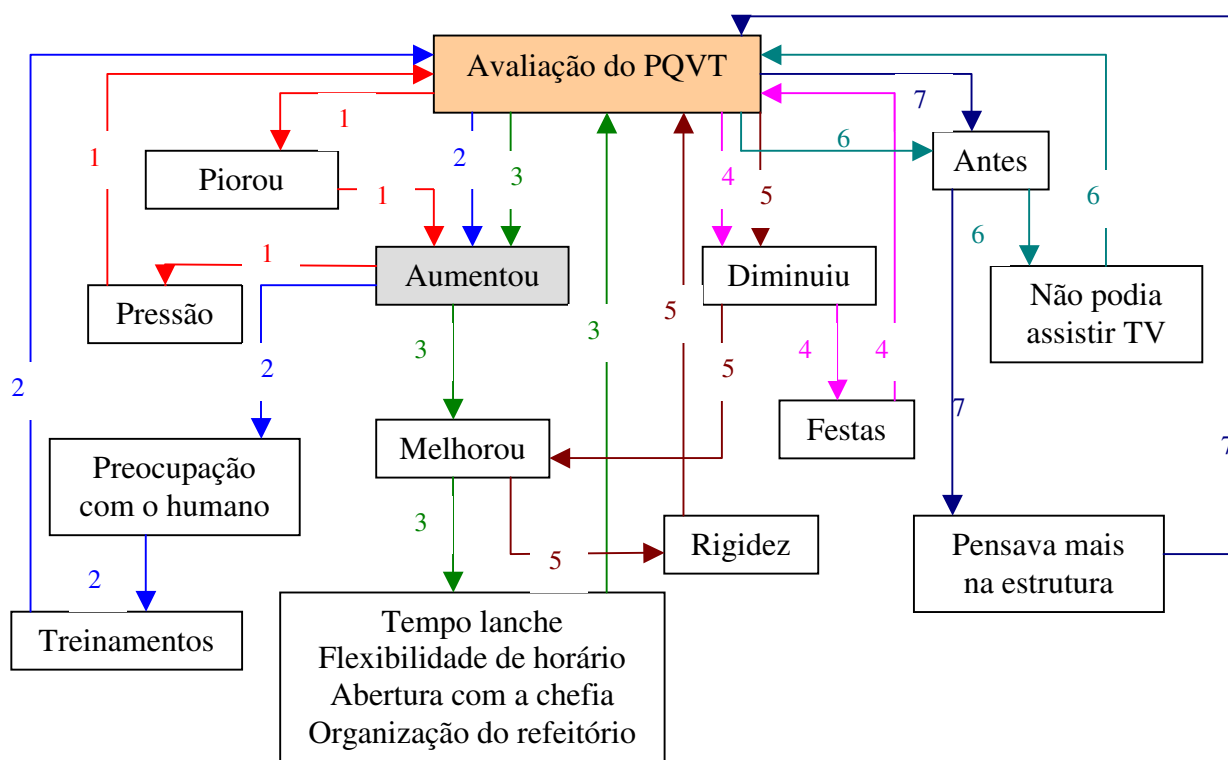 Avaliação do PQVT
7
1
1
2
3
4
5
6
6
Antes
Piorou
1
6
1
Aumentou
Diminuiu
Pressão
Não podia
assistir TV
2
2
3
5
3
5
4
4
7
Festas
7
Melhorou
Preocupação
com o humano
3
5
Rigidez
Pensava mais
na estrutura
2
Treinamentos
Tempo lanche
Flexibilidade de horário
Abertura com a chefia
Organização do refeitório